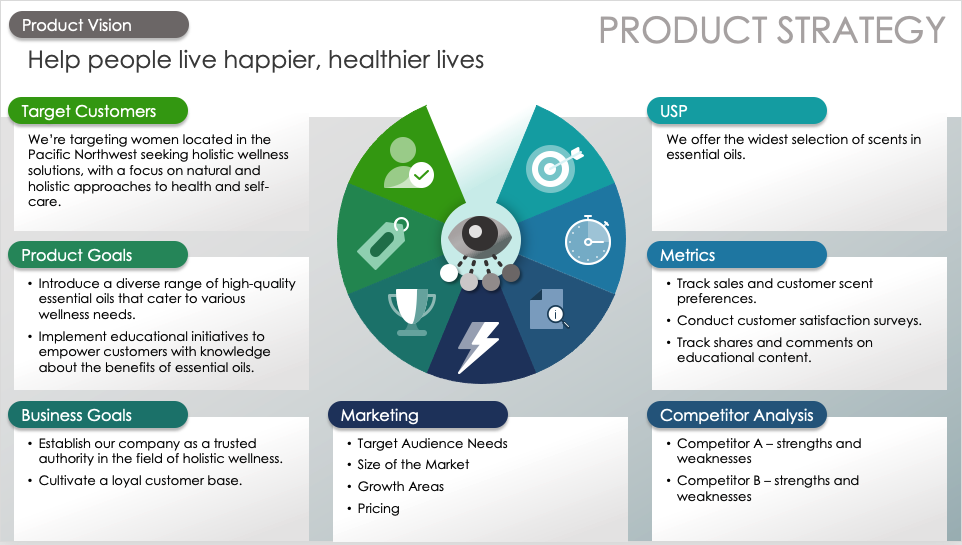 Product Vision
PRODUCT STRATEGY
Help people live happier, healthier lives
Target Customers
We're targeting women located in the
Pacific Northwest seeking holistic wellness
solutions, with a focus on natural and
holistic approaches to health and self-
care.
USP
We offer the widest selection of scents in
essential oils.
Product Goals
• Introduce a diverse range of high-quality
essential oils that cater to various
wellness needs.
• Implement educational initiatives to
empower customers with knowledge
about the benefits of essential oils.
Metrics
• Track sales and customer scent
preferences.
• Conduct customer satisfaction surveys.
• Track shares and comments on
educational content.
i
Business Goals
• Establish our company as a trusted
authority in the field of holistic wellness.
• Cultivate a loyal customer base.
Marketing
• Target Audience Needs
• Size of the Market
• Growth Areas
• Pricing
Competitor Analysis
• Competitor A – strengths and
weaknesses
• Competitor B – strengths and
weaknesses